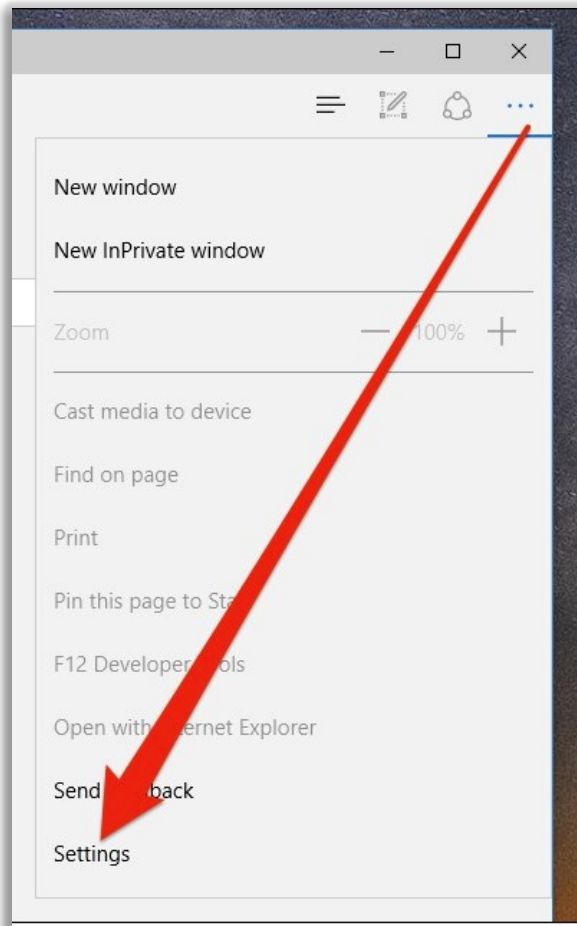 New window
New InPrivate window
Zoom 100%
Cast media to device
Find on page
Print
Pin this page to
F12 Developer
Open with Explorer
Send
Settings